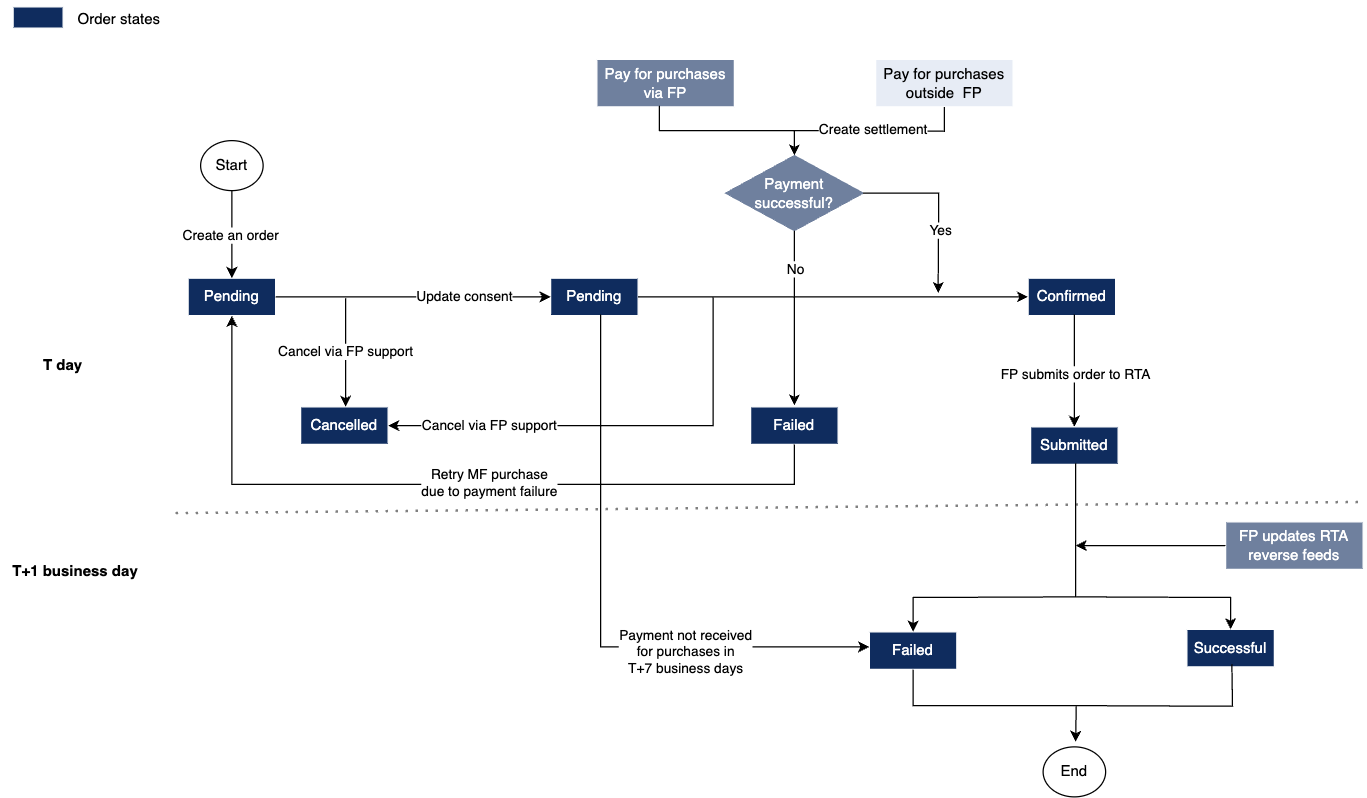 Order states
Pay for purchases
via FP
Pay for purchases
outside FP
Create settlement
Start
Payment
successful?
Create an order
Yes
No
Pending
Update consent
Pending
Confirmed
Cancel via FP support
T day
FP submits order to RTA
Cancelled
Cancel via FP support
Failed
Submitted
Retry MF purchase
due to payment failure
FP updates RTA
reverse feeds
T+1 business day
Payment not received
for purchases in
T+7 business days
Failed
Successful
End